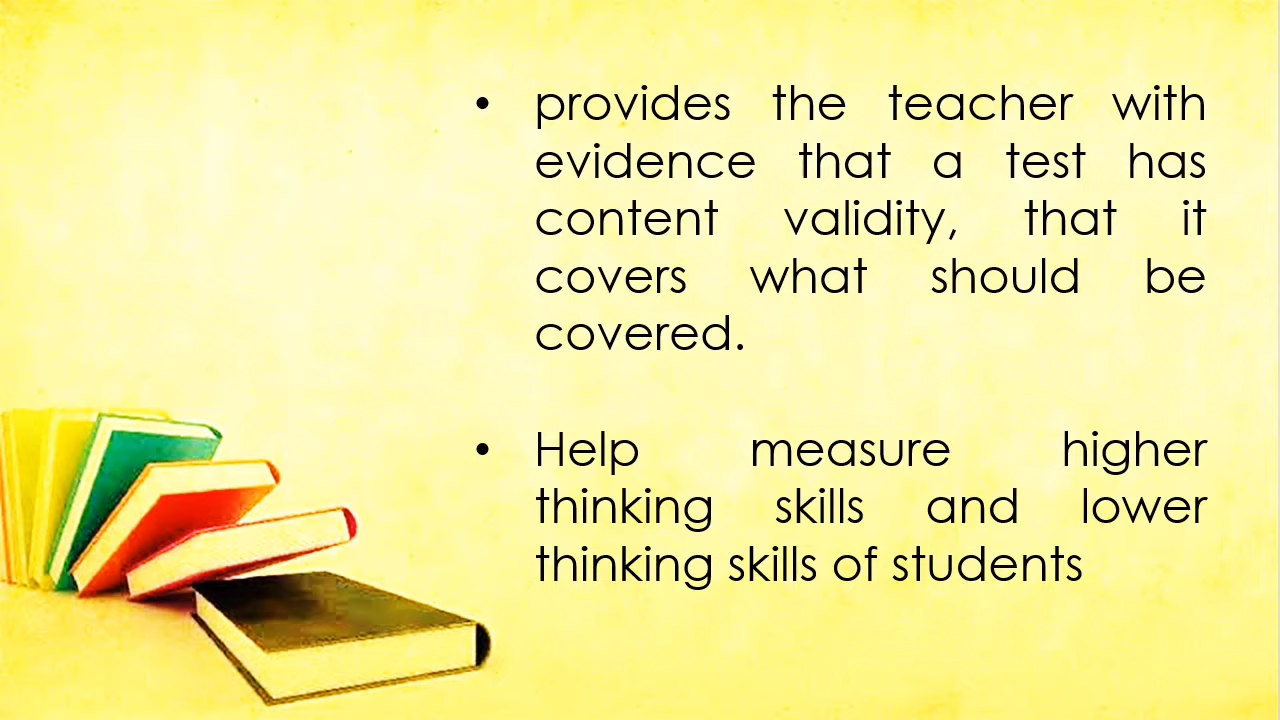 • provides the teacher with
evidence that a test has
content validity, that it
covers what should be
covered.
• Help measure higher
thinking skills and lower
thinking skills of students